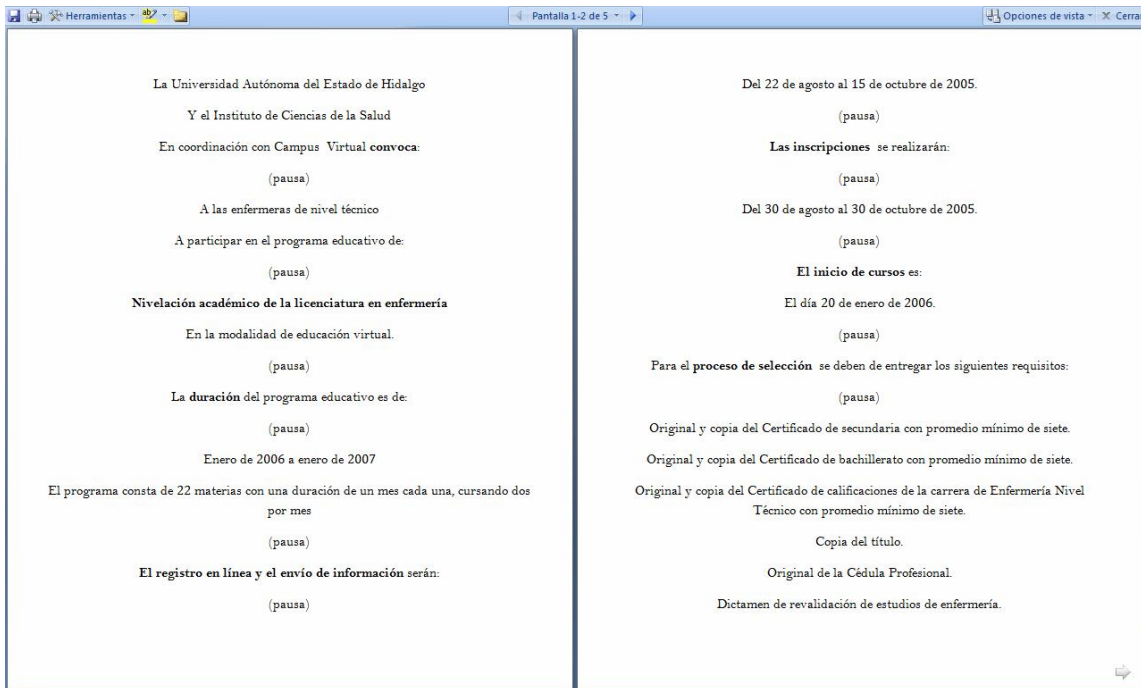 Herramientas
Pantalla 1-2 de 5
Opciones de vista
Cerrar
La Universidad Autónoma del Estado de Hidalgo
Y el Instituto de Ciencias de la Salud
En coordinación con Campus Virtual convoca:
(pausa)
A las enfermeras de nivel técnico
A participar en el programa educativo de:
(pausa)
Nivelación académico de la licenciatura en enfermería
En la modalidad de educación virtual.
(pausa)
La duración del programa educativo es de:
(pausa)
Enero de 2006 a enero de 2007
El programa consta de 22 materias con una duración de un mes cada una, cursando dos
por mes
(pausa)
El registro en línea y el envío de información serán:
(pausa)
Del 22 de agosto al 15 de octubre de 2005.
(pausa)
Las inscripciones se realizarán:
(pausa)
Del 30 de agosto al 30 de octubre de 2005.
(pausa)
El inicio de cursos es:
El día 20 de enero de 2006.
(pausa)
Para el proceso de selección se deben de entregar los siguientes requisitos:
(pausa)
Original y copia del Certificado de secundaria con promedio mínimo de siete.
Original y copia del Certificado de bachillerato con promedio mínimo de siete.
Original y copia del Certificado de calificaciones de la carrera de Enfermería Nivel
Técnico con promedio mínimo de siete.
Copia del título.
Original de la Cédula Profesional.
Dictamen de revalidación de estudios de enfermería.